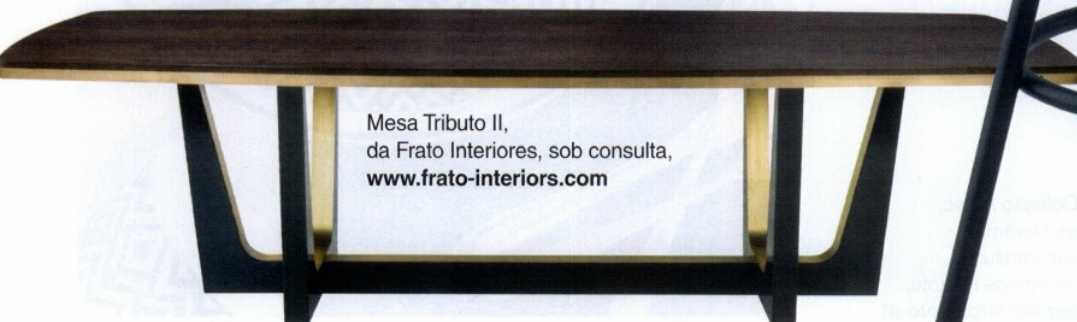 Mesa Tributo II,
da Frato Interiores, sob consulta,
www.frato-interiors.com